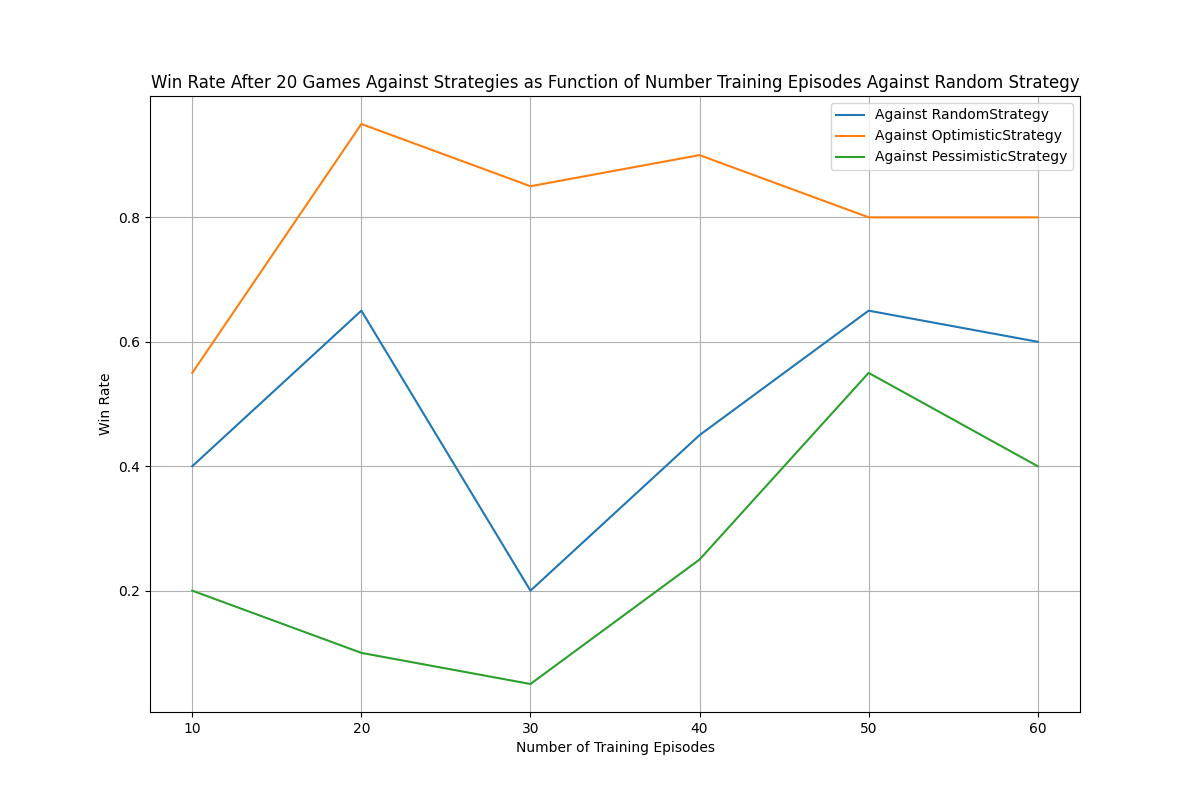 Win Rate After 20 Games Against Strategies as Function of Number Training Episodes Against Random Strategy
Against RandomStrategy
Against OptimisticStrategy
Against PessimisticStrategy
Win Rate
0.8
0.6
0.4
0.2
10 20 30 40 50 60
Number of Training Episodes